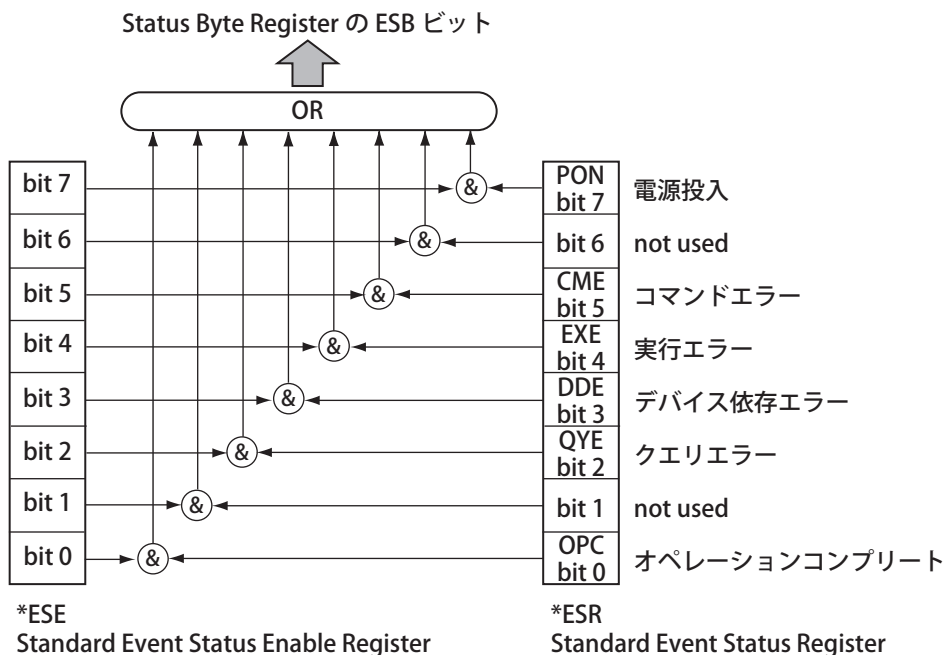 Status Byte Register の ESB ビット
OR
bit 7
&
PON
bit 7
電源投入
bit 6
&
bit 6
not used
bit 5
&
CME
bit 5
コマンドエラー
bit 4
&
EXE
bit 4
実行エラー
bit 3
&
DDE
bit 3
デバイス依存エラー
bit 2
&
QYE
bit 2
クエリエラー
bit 1
&
bit 1
not used
bit 0
&
OPC
bit 0
オペレーションコンプリート
*ESE
Standard Event Status Enable Register
*ESR
Standard Event Status Register